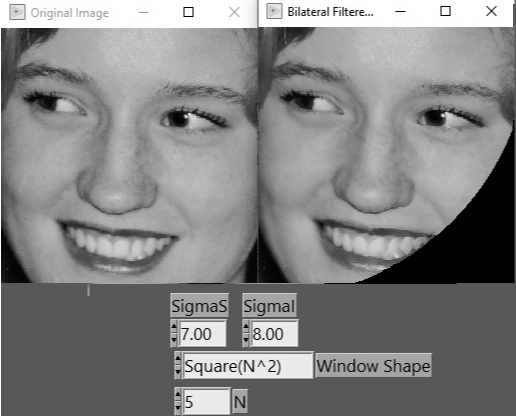 Original Image
Bilateral Filtere...
SigmaS SigmaI
7.00 8.00
Square(N^2) Window Shape
5 N